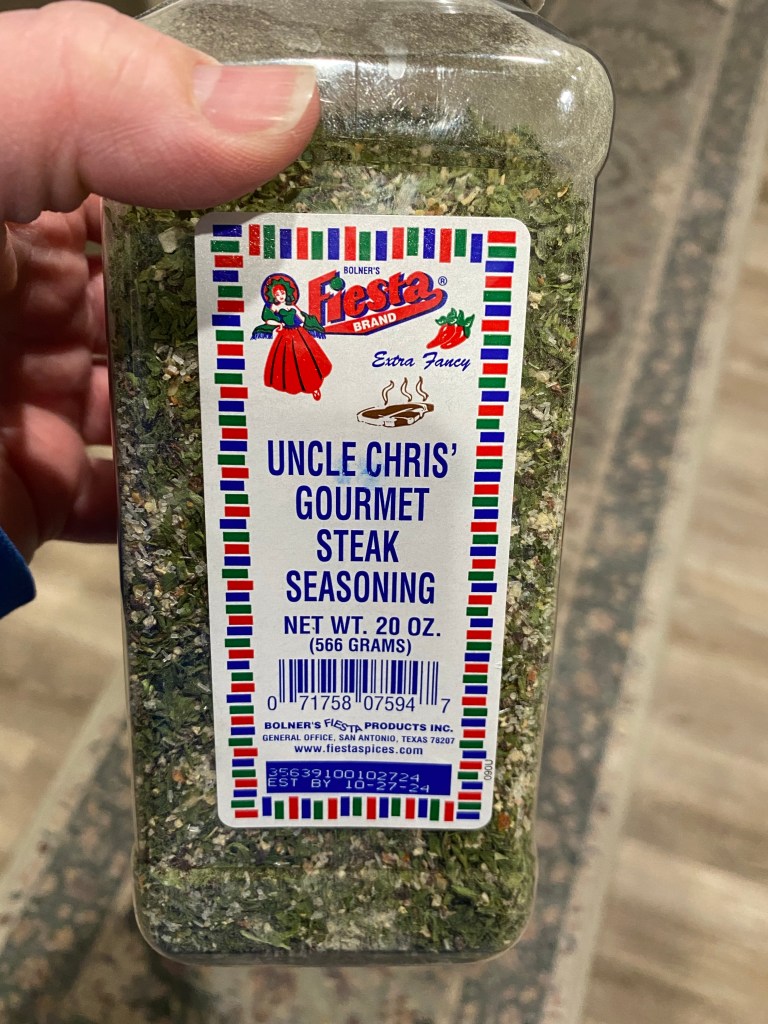 BOLNER'S
Fiesta®
BRAND
Extra Fancy
UNCLE CHRIS'
GOURMET
STEAK
SEASONING
NET WT. 20 OZ.
(566 GRAMS)
0 71758 07594 7
BOLNER'S FIESTA PRODUCTS INC.
GENERAL OFFICE, SAN ANTONIO, TEXAS 78207
www.fiestaspices.com
35639100102724
EST BY 10-27-24
060U